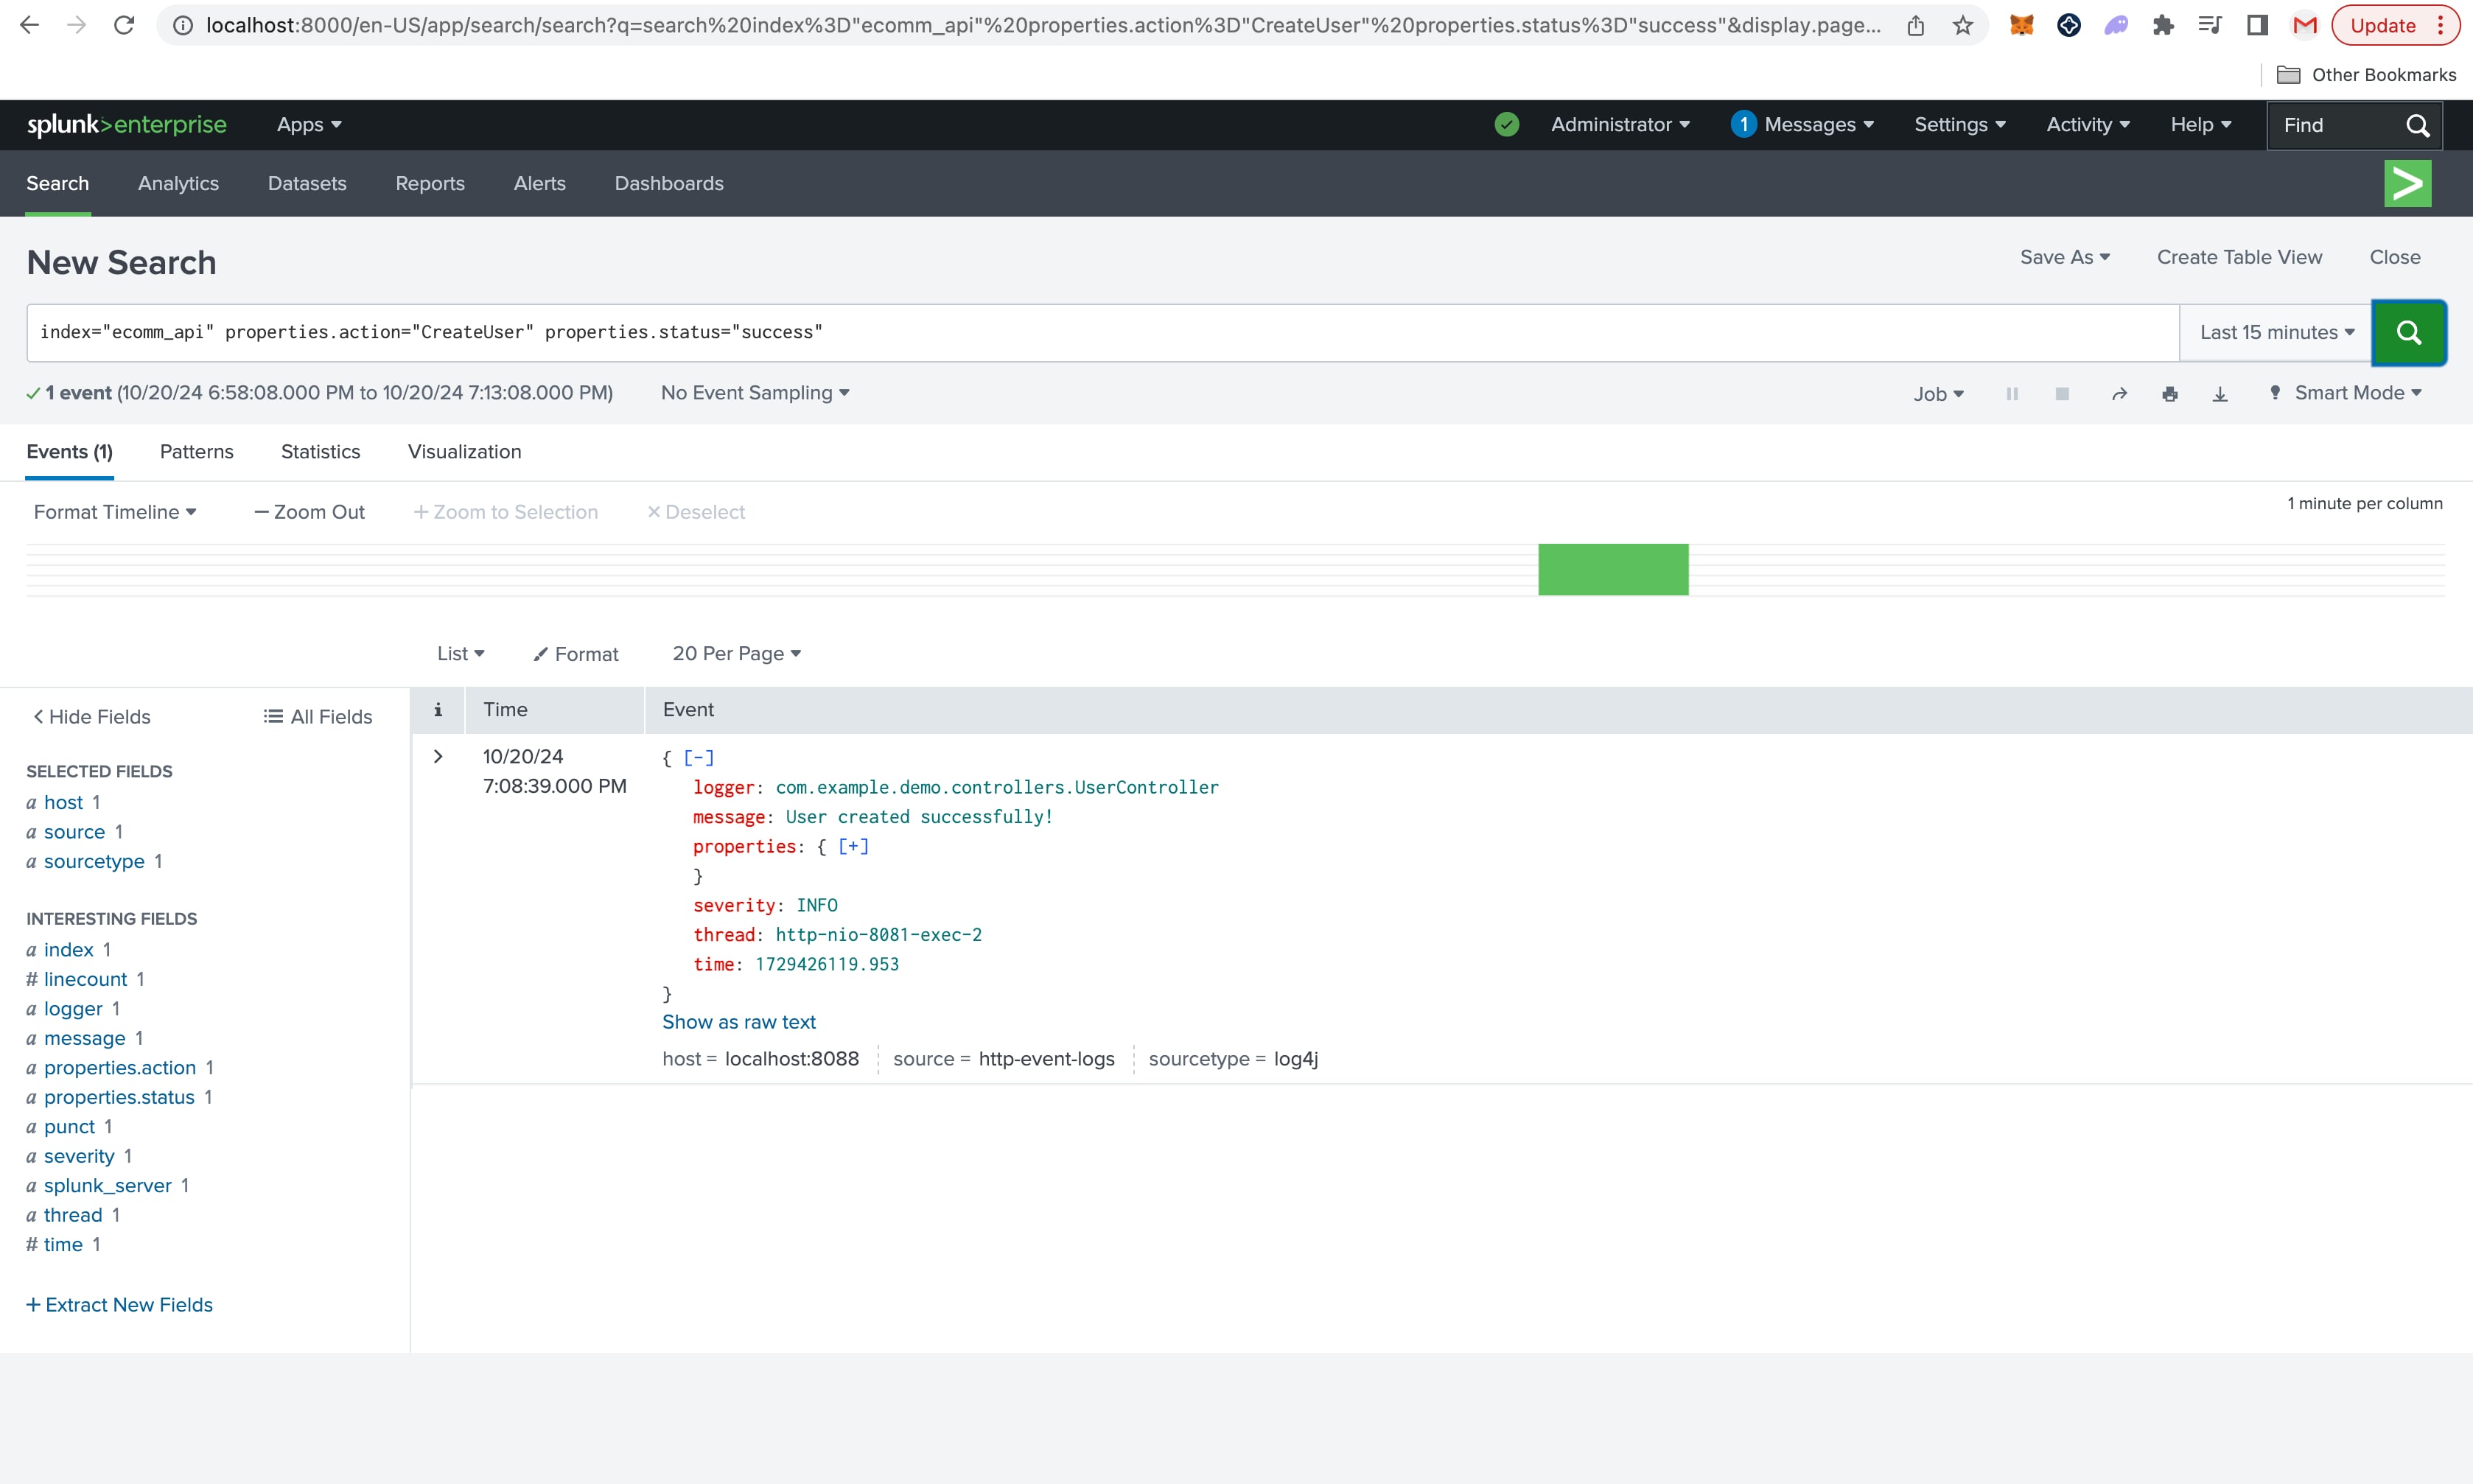 localhost:8000/en-US/app/search/search?q=search%20index%3D"ecomm_api"%20properties.action%3D"CreateUser"%20properties.status%3D"success"&display.page...
Update
Other Bookmarks
splunk>enterprise Apps Administrator 1 Messages Settings Activity Help Find
Search Analytics Datasets Reports Alerts Dashboards
New Search Save As Create Table View Close
index="ecomm_api" properties.action="CreateUser" properties.status="success" Last 15 minutes
1 event (10/20/24 6:58:08.000 PM to 10/20/24 7:13:08.000 PM) No Event Sampling Job Smart Mode
Events (1) Patterns Statistics Visualization
Format Timeline — Zoom Out + Zoom to Selection × Deselect 1 minute per column
List Format 20 Per Page
< Hide Fields All Fields
SELECTED FIELDS
a host 1
a source 1
a sourcetype 1
INTERESTING FIELDS
a index 1
# linecount 1
a logger 1
a message 1
a properties.action 1
a properties.status 1
a punct 1
a severity 1
a splunk_server 1
a thread 1
# time 1
+ Extract New Fields
i Time Event
> 10/20/24
7:08:39.000 PM
{ [-]
logger: com.example.demo.controllers.UserController
message: User created successfully!
properties: { [+]
}
severity: INFO
thread: http-nio-8081-exec-2
time: 1729426119.953
}
Show as raw text
host = localhost:8088 source = http-event-logs sourcetype = log4j